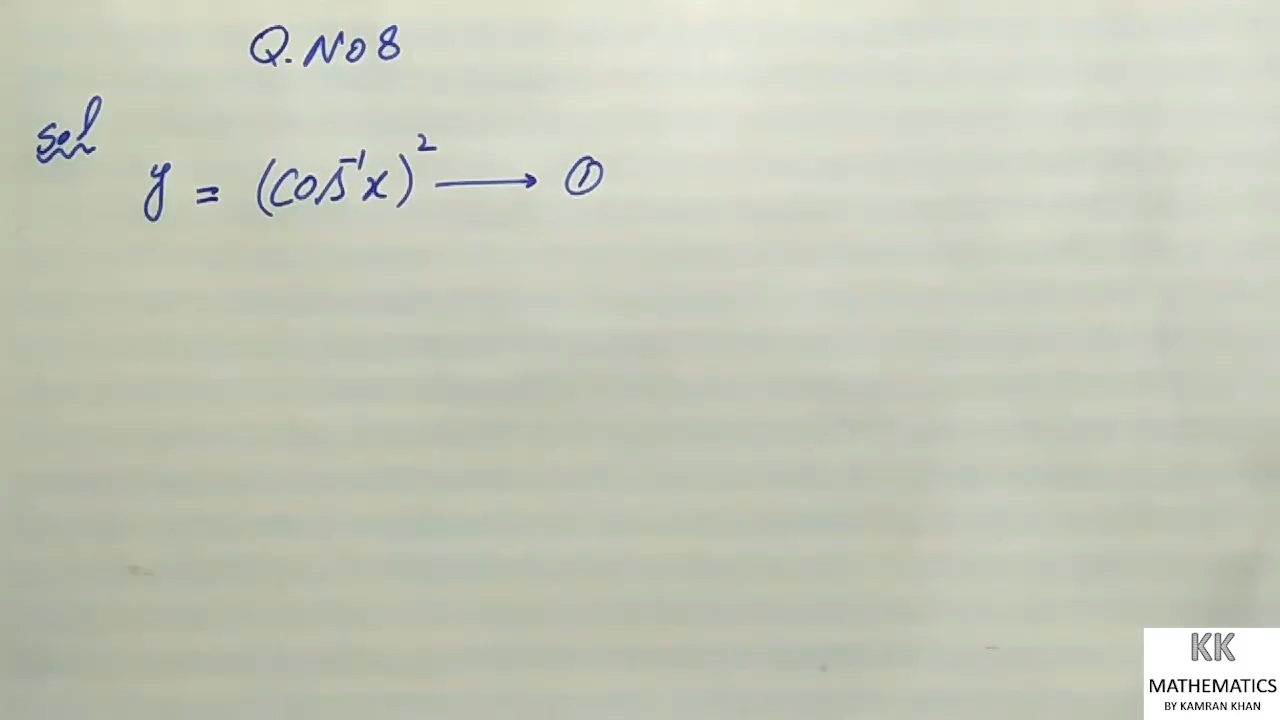 Q. No 8
Sol
y = (cos⁻¹x)² ⟶ ①
KK
MATHEMATICS
BY KAMRAN KHAN